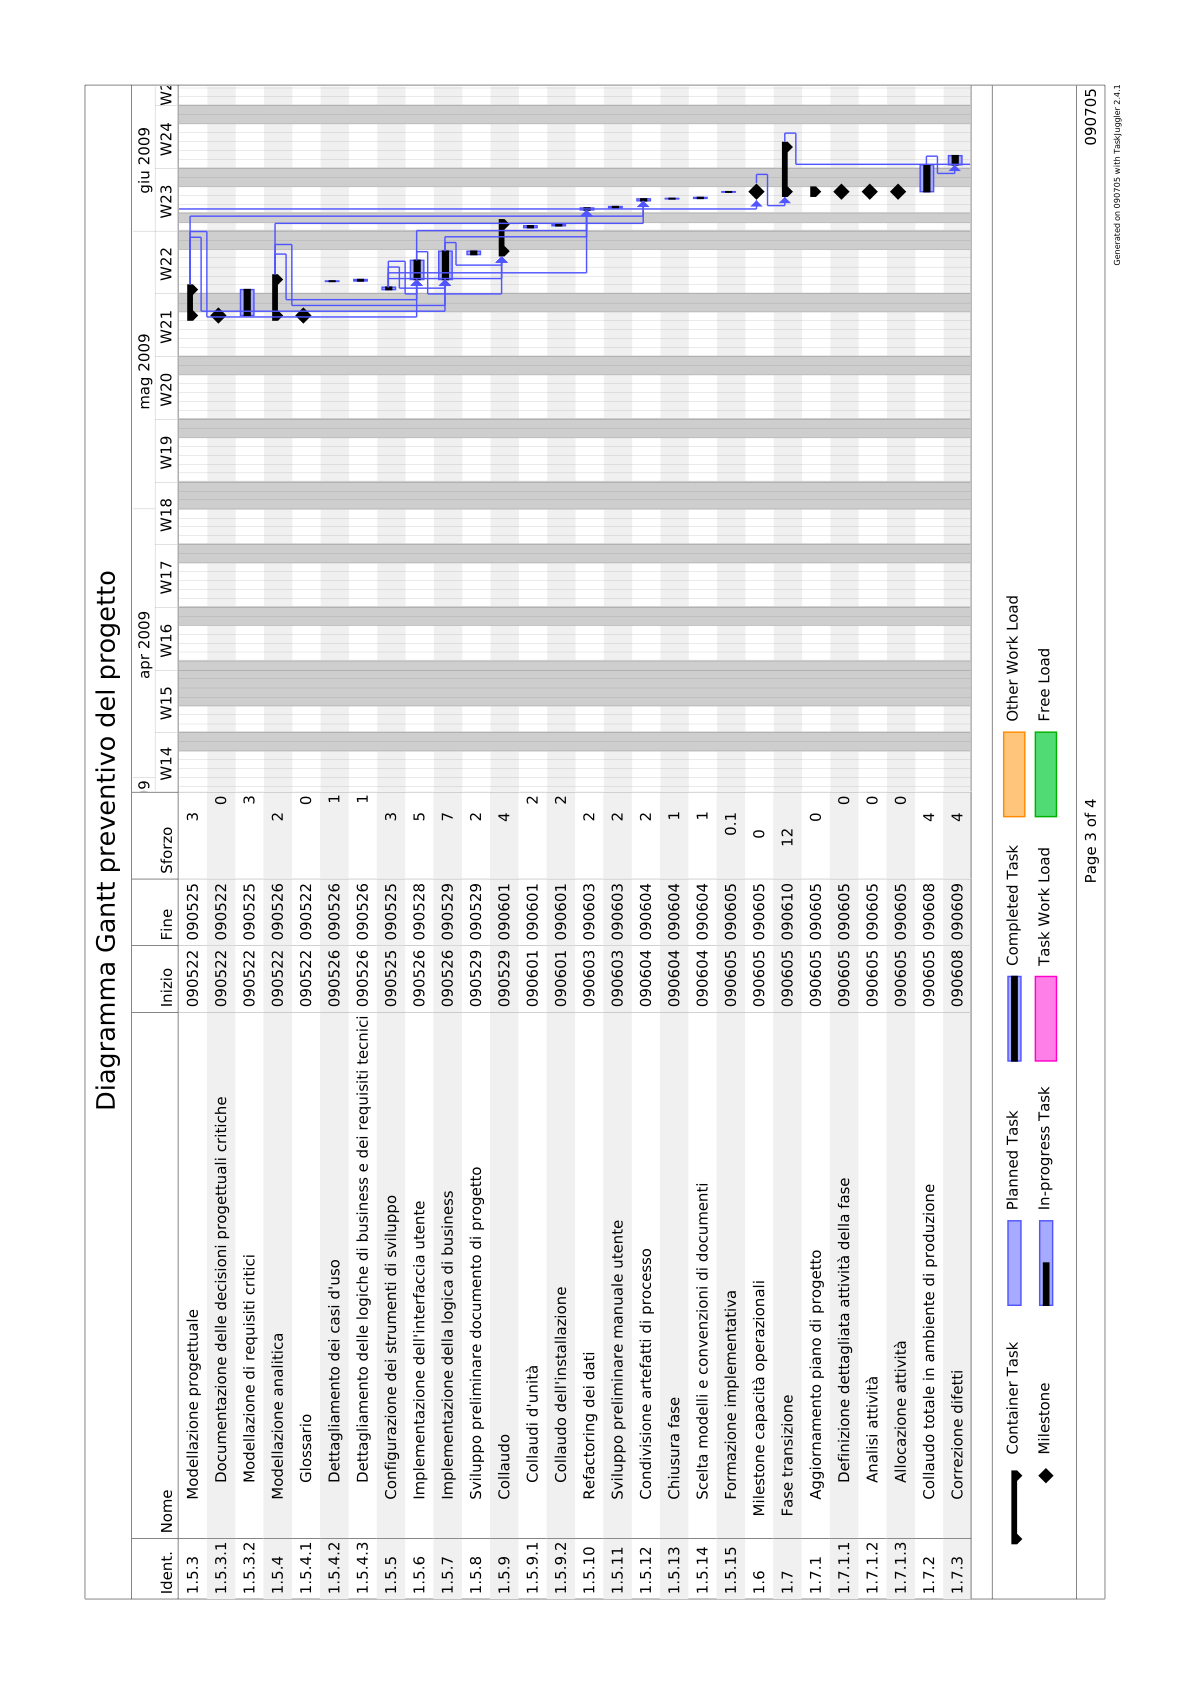 Diagramma Gantt preventivo del progetto
9 apr 2009 mag 2009 giu 2009
Ident. Nome Inizio Fine Sforzo W14 W15 W16 W17 W18 W19 W20 W21 W22 W23 W24
1.5.3 Modellazione progettuale 090522 090525 3
1.5.3.1 Documentazione delle decisioni progettuali critiche 090522 090522 0
1.5.3.2 Modellazione di requisiti critici 090522 090525 3
1.5.4 Modellazione analitica 090522 090526 2
1.5.4.1 Glossario 090522 090522 0
1.5.4.2 Dettagliamento dei casi d'uso 090526 090526 1
1.5.4.3 Dettagliamento delle logiche di business e dei requisiti tecnici 090526 090526 1
1.5.5 Configurazione dei strumenti di sviluppo 090525 090525 3
1.5.6 Implementazione dell'interfaccia utente 090526 090528 5
1.5.7 Implementazione della logica di business 090526 090529 7
1.5.8 Sviluppo preliminare documento di progetto 090529 090529 2
1.5.9 Collaudo 090529 090601 4
1.5.9.1 Collaudi d'unità 090601 090601 2
1.5.9.2 Collaudo dell'installazione 090601 090601 2
1.5.10 Refactoring dei dati 090603 090603 2
1.5.11 Sviluppo preliminare manuale utente 090603 090603 2
1.5.12 Condivisione artefatti di processo 090604 090604 2
1.5.13 Chiusura fase 090604 090604 1
1.5.14 Scelta modelli e convenzioni di documenti 090604 090604 1
1.5.15 Formazione implementativa 090605 090605 0.1
1.6 Milestone capacità operazionali 090605 090605 0
1.7 Fase transizione 090605 090610 12
1.7.1 Aggiornamento piano di progetto 090605 090605 0
1.7.1.1 Definizione dettagliata attività della fase 090605 090605 0
1.7.1.2 Analisi attività 090605 090605 0
1.7.1.3 Allocazione attività 090605 090605 0
1.7.2 Collaudo totale in ambiente di produzione 090605 090608 4
1.7.3 Correzione difetti 090608 090609 4
Container Task Planned Task Completed Task Other Work Load
Milestone In-progress Task Task Work Load Free Load
Page 3 of 4 090705
Generated on 090705 with TaskJuggler 2.4.1